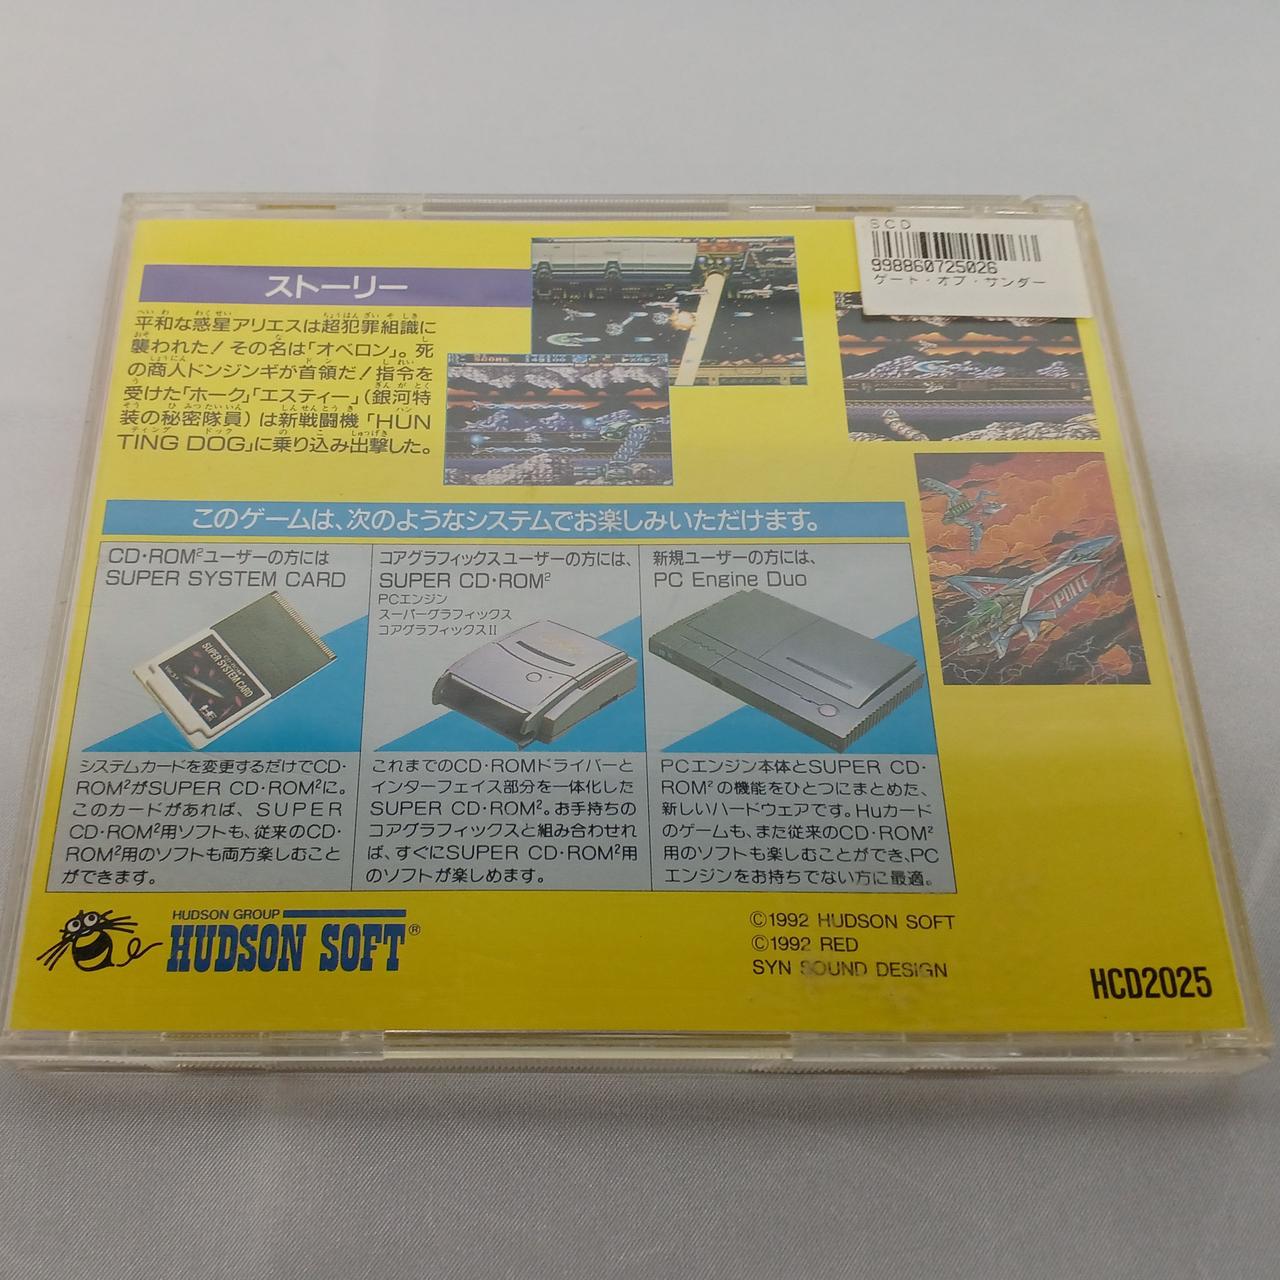 SCD
998860725026
ゲート・オブ・サンダー
ストーリー
平和な惑星アリエスは超犯罪組織に
襲われた!その名は「オベロン」。死
の商人ドンジンギが首領だ!指令を
受けた「ホーク」「エスティー」(銀河特
装の秘密隊員)は新戦闘機「HUN
TING DOG」に乗り込み出撃した。
SCORE
POLICE
このゲームは、次のようなシステムでお楽しみいただけます。
CD・ROM²ユーザーの方には
SUPER SYSTEM CARD
CD・ROM²
SUPER SYSTEM CARD
Ver.3.0
システムカードを変更するだけでCD・
ROM²がSUPER CD・ROM²に。
このカードがあれば、SUPER
CD・ROM²用ソフトも、従来のCD・
ROM²用のソフトも両方楽しむこと
ができます。
コアグラフィックスユーザーの方には、
SUPER CD・ROM²
PCエンジン
スーパーグラフィックス
コアグラフィックスII
これまでのCD・ROMドライバーと
インターフェイス部分を一体化した
SUPER CD・ROM²。お手持ちの
コアグラフィックスと組み合わせれ
ば、すぐにSUPER CD・ROM²用
のソフトが楽しめます。
新規ユーザーの方には、
PC Engine Duo
PCエンジン本体とSUPER CD・
ROM²の機能をひとつにまとめた、
新しいハードウェアです。Huカード
のゲームも、また従来のCD・ROM²
用のソフトも楽しむことができ、PC
エンジンをお持ちでない方に最適。
HUDSON GROUP
HUDSON SOFT®
©1992 HUDSON SOFT
©1992 RED
SYN SOUND DESIGN
HCD2025